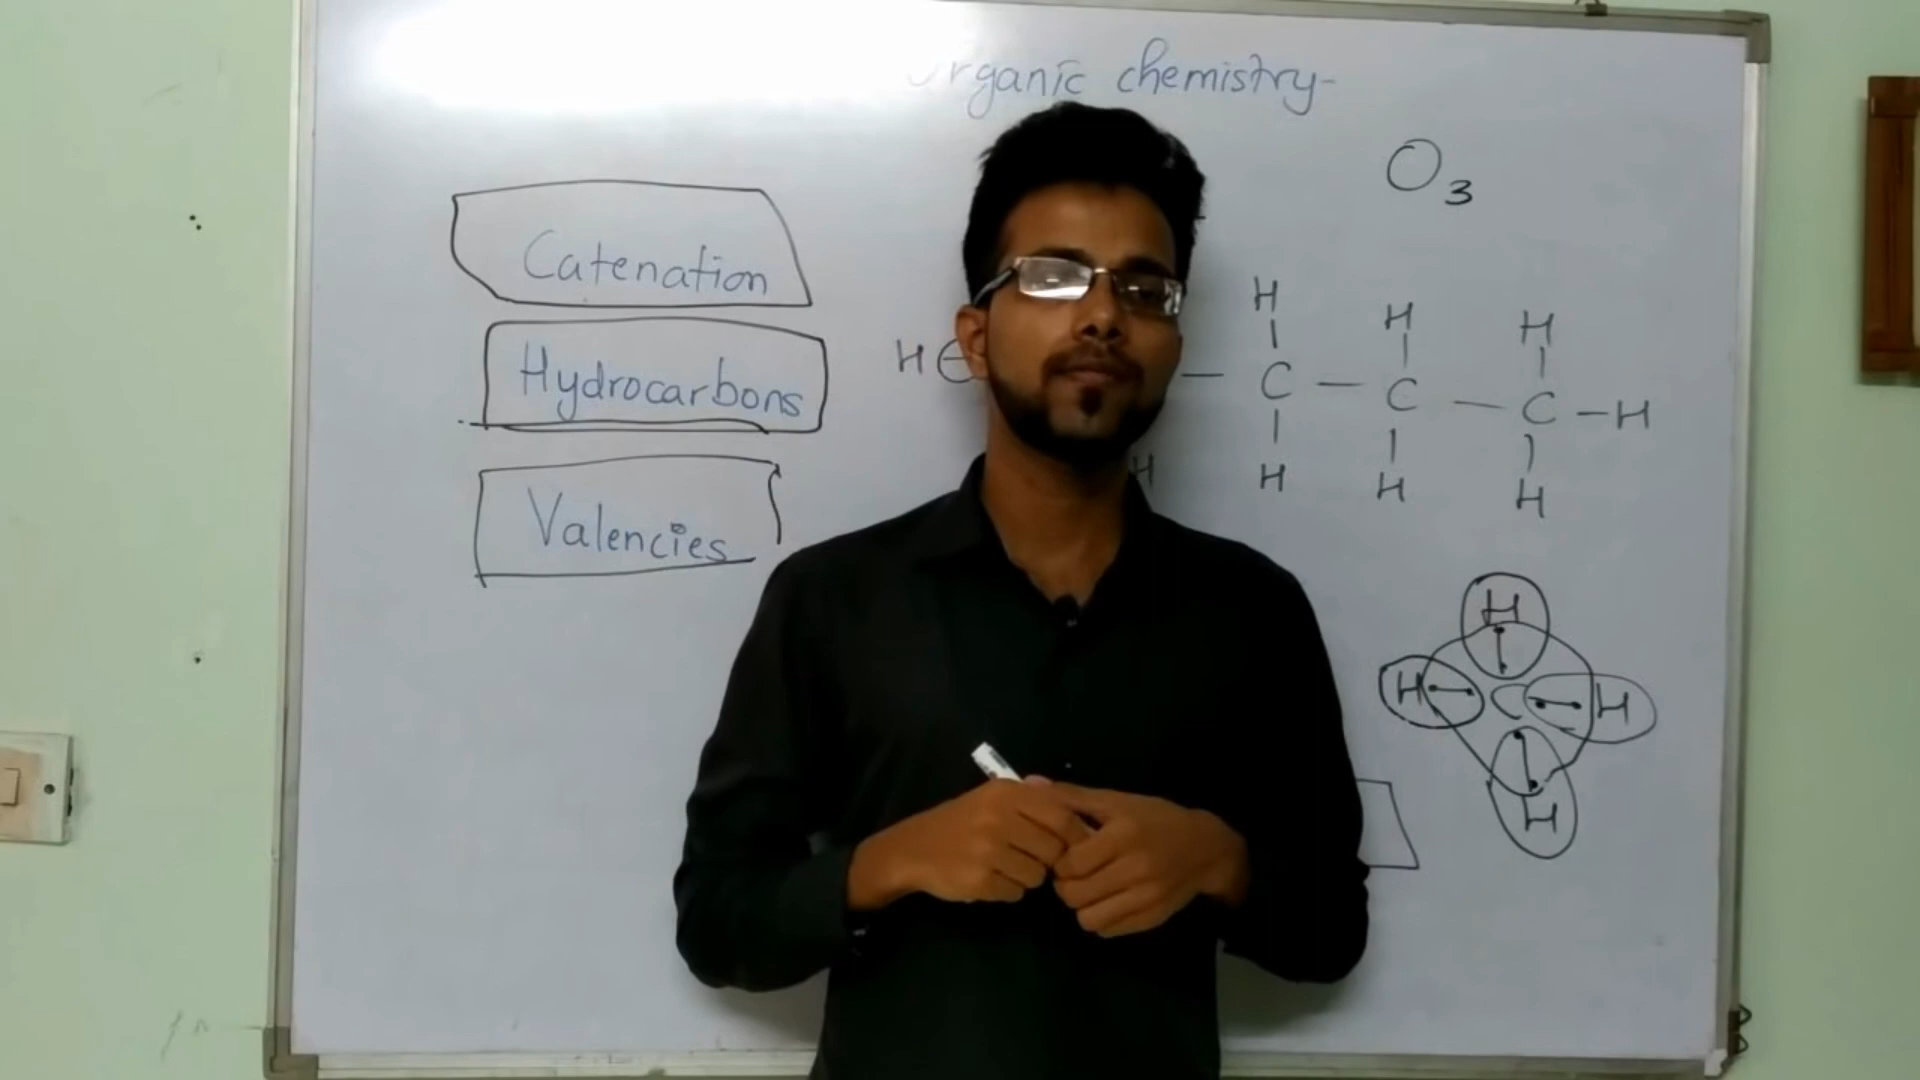 Organic chemistry-
O3
Catenation
Hydrocarbons
Valencies
H H H
H - C - C - C - H
H H H H
H
H C H
H